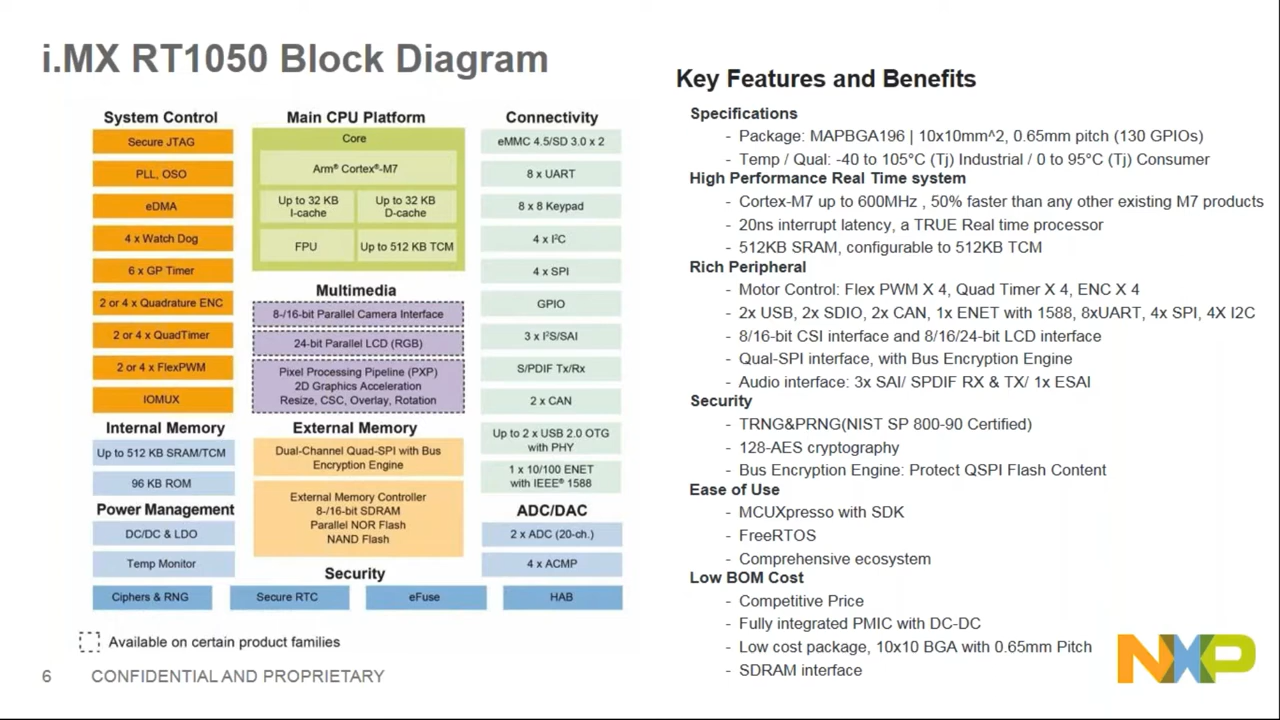 i.MX RT1050 Block Diagram
System Control
Secure JTAG
PLL, OSO
eDMA
4 x Watch Dog
6 x GP Timer
2 or 4 x Quadrature ENC
2 or 4 x QuadTimer
2 or 4 x FlexPWM
IOMUX
Internal Memory
Up to 512 KB SRAM/TCM
96 KB ROM
Power Management
DC/DC & LDO
Temp Monitor
Main CPU Platform
Core
Arm® Cortex®-M7
Up to 32 KB
I-cache
Up to 32 KB
D-cache
FPU
Up to 512 KB TCM
Multimedia
8-/16-bit Parallel Camera Interface
24-bit Parallel LCD (RGB)
Pixel Processing Pipeline (PXP)
2D Graphics Acceleration
Resize, CSC, Overlay, Rotation
External Memory
Dual-Channel Quad-SPI with Bus
Encryption Engine
External Memory Controller
8-/16-bit SDRAM
Parallel NOR Flash
NAND Flash
Connectivity
eMMC 4.5/SD 3.0 x 2
8 x UART
8 x 8 Keypad
4 x I²C
4 x SPI
GPIO
3 x I²S/SAI
S/PDIF Tx/Rx
2 x CAN
Up to 2 x USB 2.0 OTG
with PHY
1 x 10/100 ENET
with IEEE® 1588
ADC/DAC
2 x ADC (20-ch.)
4 x ACMP
Security
Ciphers & RNG
Secure RTC
eFuse
HAB
Available on certain product families
Key Features and Benefits
Specifications
- Package: MAPBGA196 | 10x10mm^2, 0.65mm pitch (130 GPIOs)
- Temp / Qual: -40 to 105°C (Tj) Industrial / 0 to 95°C (Tj) Consumer
High Performance Real Time system
- Cortex-M7 up to 600MHz , 50% faster than any other existing M7 products
- 20ns interrupt latency, a TRUE Real time processor
- 512KB SRAM, configurable to 512KB TCM
Rich Peripheral
- Motor Control: Flex PWM X 4, Quad Timer X 4, ENC X 4
- 2x USB, 2x SDIO, 2x CAN, 1x ENET with 1588, 8xUART, 4x SPI, 4X I2C
- 8/16-bit CSI interface and 8/16/24-bit LCD interface
- Qual-SPI interface, with Bus Encryption Engine
- Audio interface: 3x SAI/ SPDIF RX & TX/ 1x ESAI
Security
- TRNG&PRNG(NIST SP 800-90 Certified)
- 128-AES cryptography
- Bus Encryption Engine: Protect QSPI Flash Content
Ease of Use
- MCUXpresso with SDK
- FreeRTOS
- Comprehensive ecosystem
Low BOM Cost
- Competitive Price
- Fully integrated PMIC with DC-DC
- Low cost package, 10x10 BGA with 0.65mm Pitch
- SDRAM interface
6 CONFIDENTIAL AND PROPRIETARY
NXP